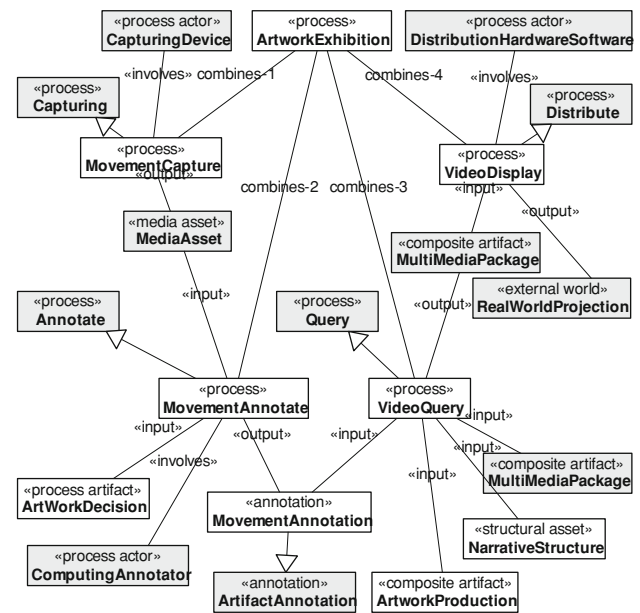 «process actor»
CapturingDevice
«process»
ArtworkExhibition
«process actor»
DistributionHardwareSoftware
«involves»
combines-1
combines-4
«involves»
«process»
Capturing
«process»
Distribute
«process»
MovementCapture
«output»
«process»
VideoDisplay
«input»
combines-2
combines-3
«output»
«media asset»
MediaAsset
«composite artifact»
MultiMediaPackage
«input»
«output»
«external world»
RealWorldProjection
«process»
Annotate
«process»
Query
«process»
MovementAnnotate
«process»
VideoQuery
«input»
«output»
«input»
«input»
«involves»
«input»
«input»
«process artifact»
ArtWorkDecision
«annotation»
MovementAnnotation
«composite artifact»
MultiMediaPackage
«structural asset»
NarrativeStructure
«process actor»
ComputingAnnotator
«annotation»
ArtifactAnnotation
«composite artifact»
ArtworkProduction